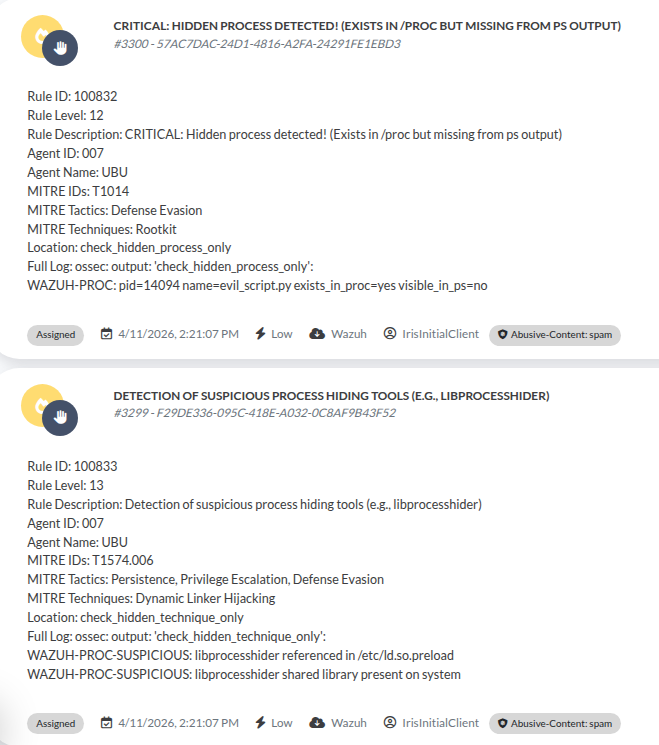 CRITICAL: HIDDEN PROCESS DETECTED! (EXISTS IN /PROC BUT MISSING FROM PS OUTPUT)
#3300 - 57AC7DAC-24D1-4816-A2FA-24291FE1EBD3
Rule ID: 100832
Rule Level: 12
Rule Description: CRITICAL: Hidden process detected! (Exists in /proc but missing from ps output)
Agent ID: 007
Agent Name: UBU
MITRE IDs: T1014
MITRE Tactics: Defense Evasion
MITRE Techniques: Rootkit
Location: check_hidden_process_only
Full Log: ossec: output: 'check_hidden_process_only':
WAZUH-PROC: pid=14094 name=evil_script.py exists_in_proc=yes visible_in_ps=no
Assigned 4/11/2026, 2:21:07 PM Low Wazuh IrisInitialClient Abusive-Content: spam
DETECTION OF SUSPICIOUS PROCESS HIDING TOOLS (E.G., LIBPROCESSHIDER)
#3299 - F29DE336-095C-418E-A032-0C8AF9B43F52
Rule ID: 100833
Rule Level: 13
Rule Description: Detection of suspicious process hiding tools (e.g., libprocesshider)
Agent ID: 007
Agent Name: UBU
MITRE IDs: T1574.006
MITRE Tactics: Persistence, Privilege Escalation, Defense Evasion
MITRE Techniques: Dynamic Linker Hijacking
Location: check_hidden_technique_only
Full Log: ossec: output: 'check_hidden_technique_only':
WAZUH-PROC-SUSPICIOUS: libprocesshider referenced in /etc/ld.so.preload
WAZUH-PROC-SUSPICIOUS: libprocesshider shared library present on system
Assigned 4/11/2026, 2:21:07 PM Low Wazuh IrisInitialClient Abusive-Content: spam